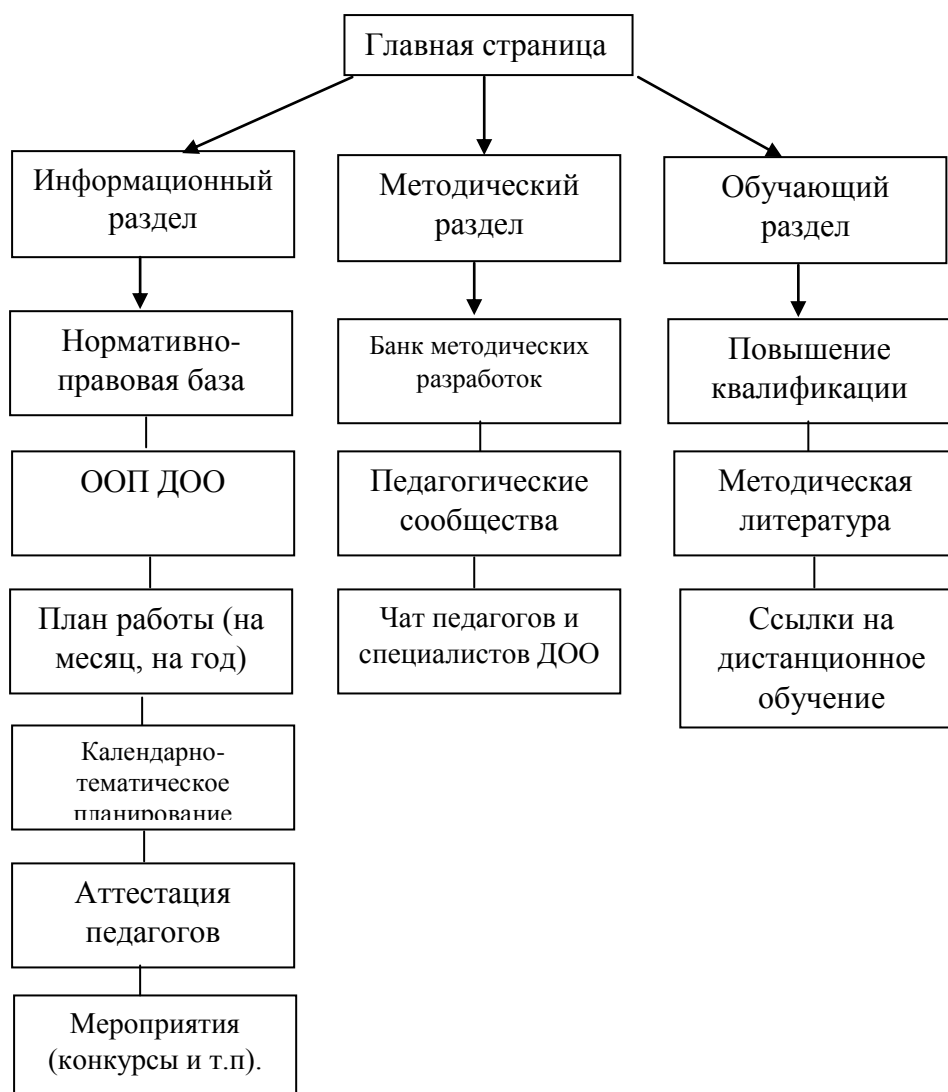 Главная страница
Информационный
раздел
Методический
раздел
Обучающий
раздел
Нормативно-
правовая база
Банк методических
разработок
Повышение
квалификации
ООП ДОО
Педагогические
сообщества
Методическая
литература
План работы (на
месяц, на год)
Чат педагогов и
специалистов ДОО
Ссылки на
дистанционное
обучение
Календарно-
тематическое
планирование
Аттестация
педагогов
Мероприятия
(конкурсы и т.п).